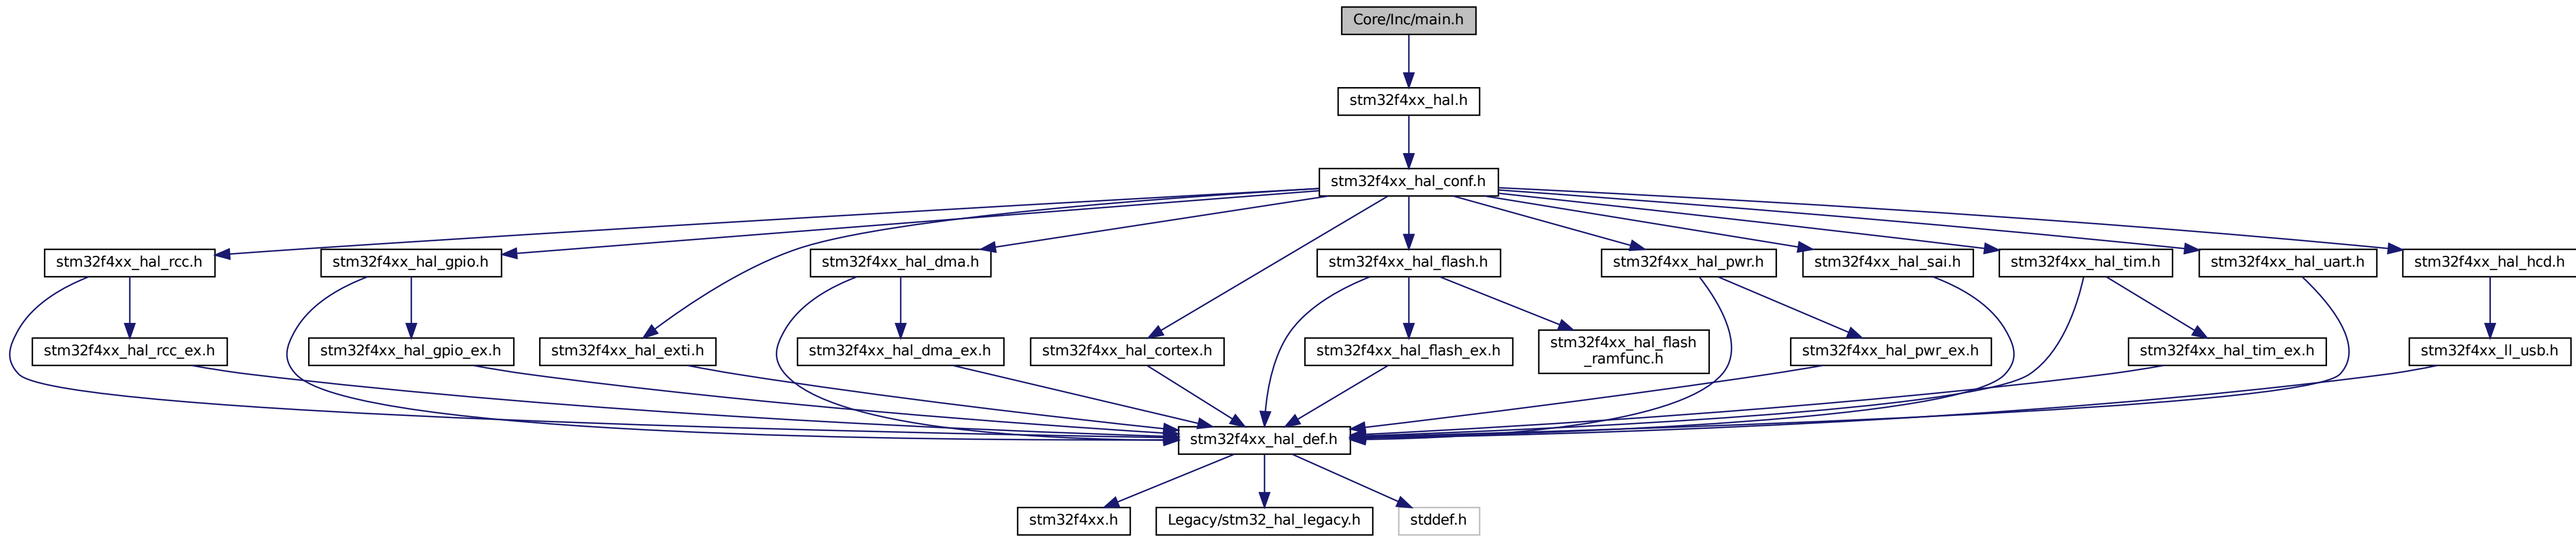 Core/Inc/main.h
stm32f4xx_hal.h
stm32f4xx_hal_conf.h
stm32f4xx_hal_rcc.h
stm32f4xx_hal_gpio.h
stm32f4xx_hal_dma.h
stm32f4xx_hal_flash.h
stm32f4xx_hal_pwr.h
stm32f4xx_hal_sai.h
stm32f4xx_hal_tim.h
stm32f4xx_hal_uart.h
stm32f4xx_hal_hcd.h
stm32f4xx_hal_rcc_ex.h
stm32f4xx_hal_gpio_ex.h
stm32f4xx_hal_exti.h
stm32f4xx_hal_dma_ex.h
stm32f4xx_hal_cortex.h
stm32f4xx_hal_flash_ex.h
stm32f4xx_hal_flash
_ramfunc.h
stm32f4xx_hal_pwr_ex.h
stm32f4xx_hal_tim_ex.h
stm32f4xx_ll_usb.h
stm32f4xx_hal_def.h
stm32f4xx.h
Legacy/stm32_hal_legacy.h
stddef.h